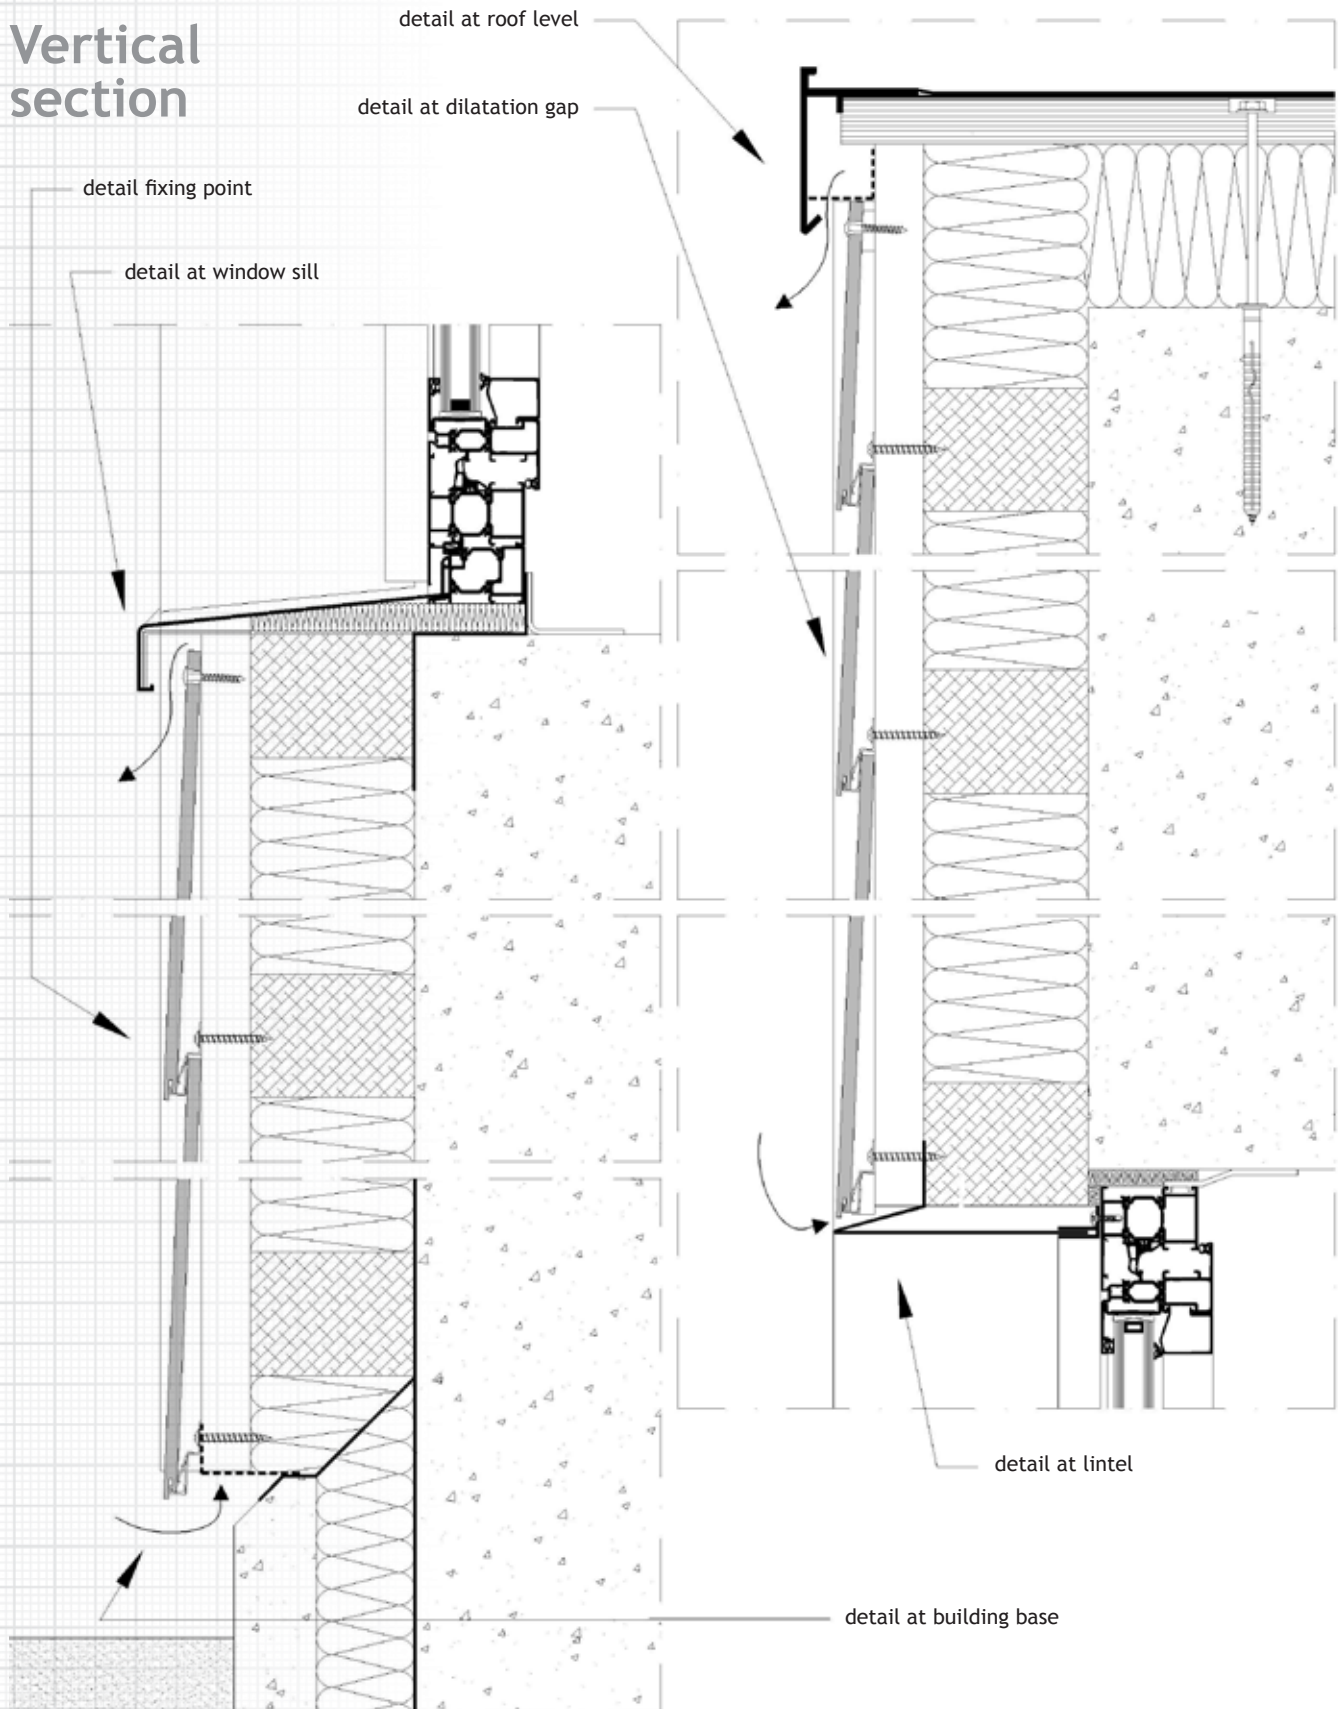 Vertical
section
detail at roof level
detail at dilatation gap
detail fixing point
detail at window sill
detail at lintel
detail at building base